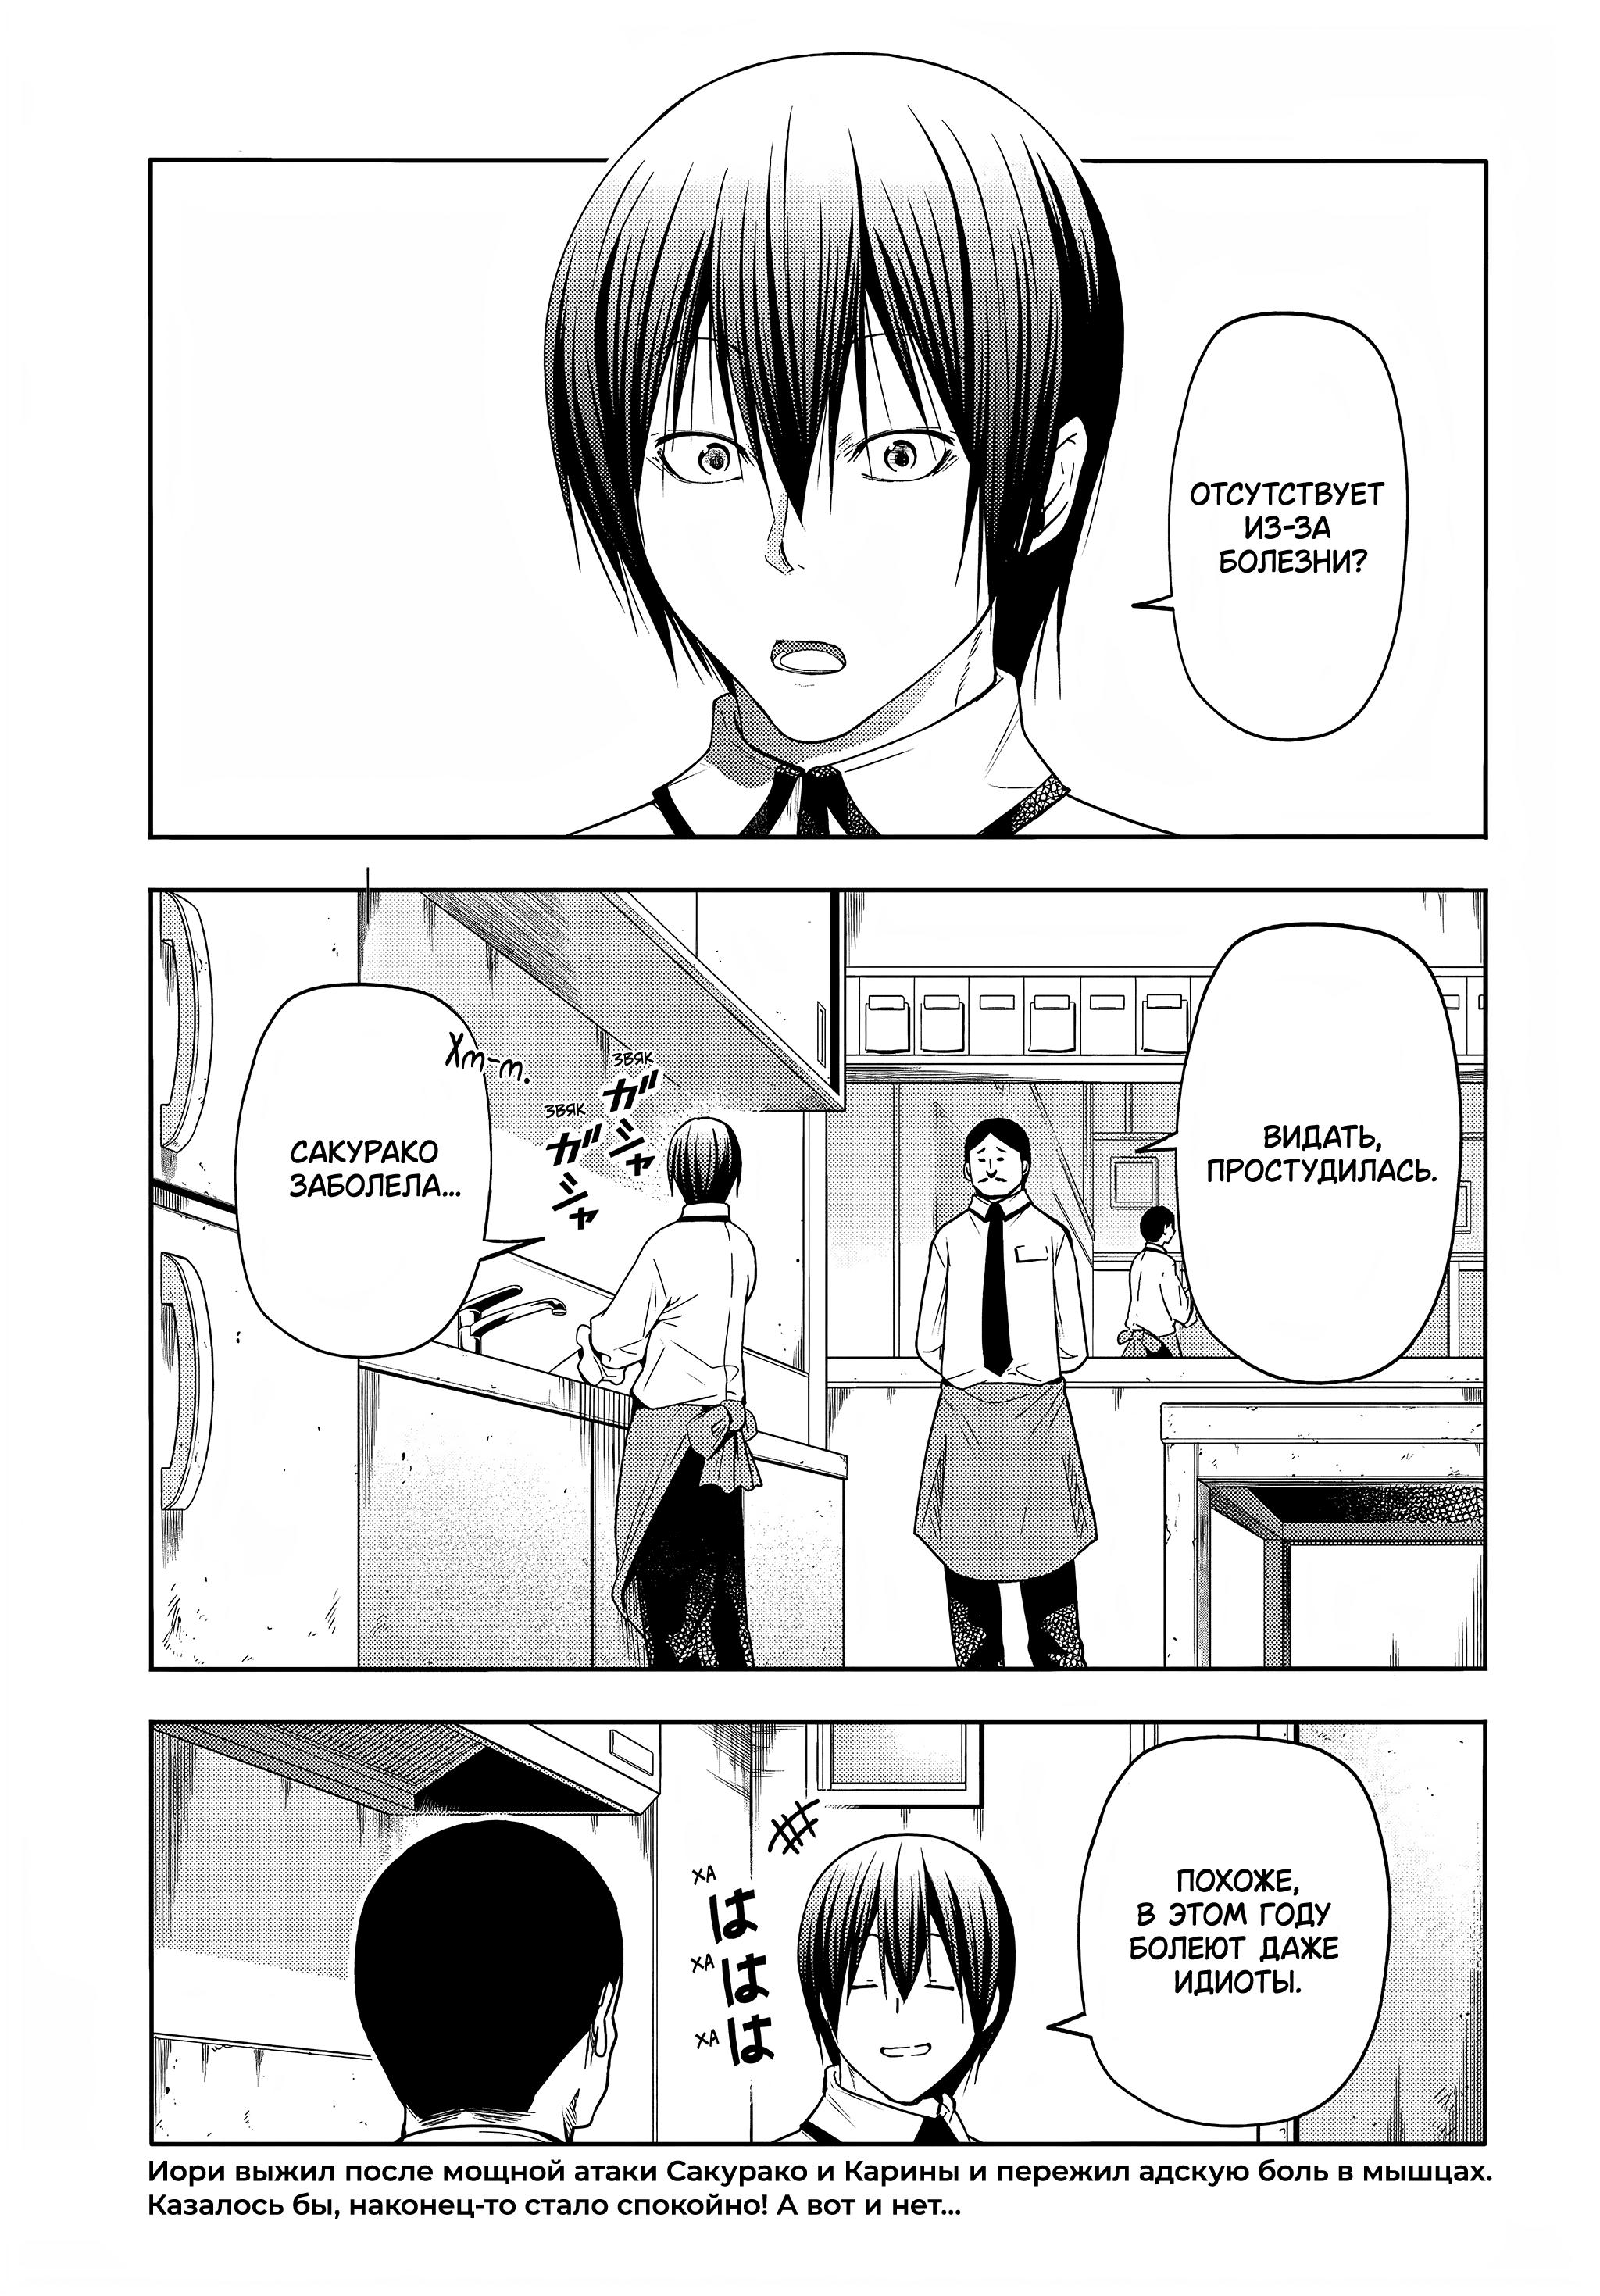 ОТСУТСТВУЕТ
ИЗ-ЗА
БОЛЕЗНИ?
ВИДАТЬ,
ПРОСТУДИЛАСЬ.
ЗВЯК
ガシャ
ЗВЯК
ガシャ
Хм-м.
САКУРАКО
ЗАБОЛЕЛА...
ПОХОЖЕ,
В ЭТОМ ГОДУ
БОЛЕЮТ ДАЖЕ
ИДИОТЫ.
ХА
は
ХА
は
ХА
は
Иори выжил после мощной атаки Сакурако и Карины и пережил адскую боль в мышцах.
Казалось бы, наконец-то стало спокойно! А вот и нет...